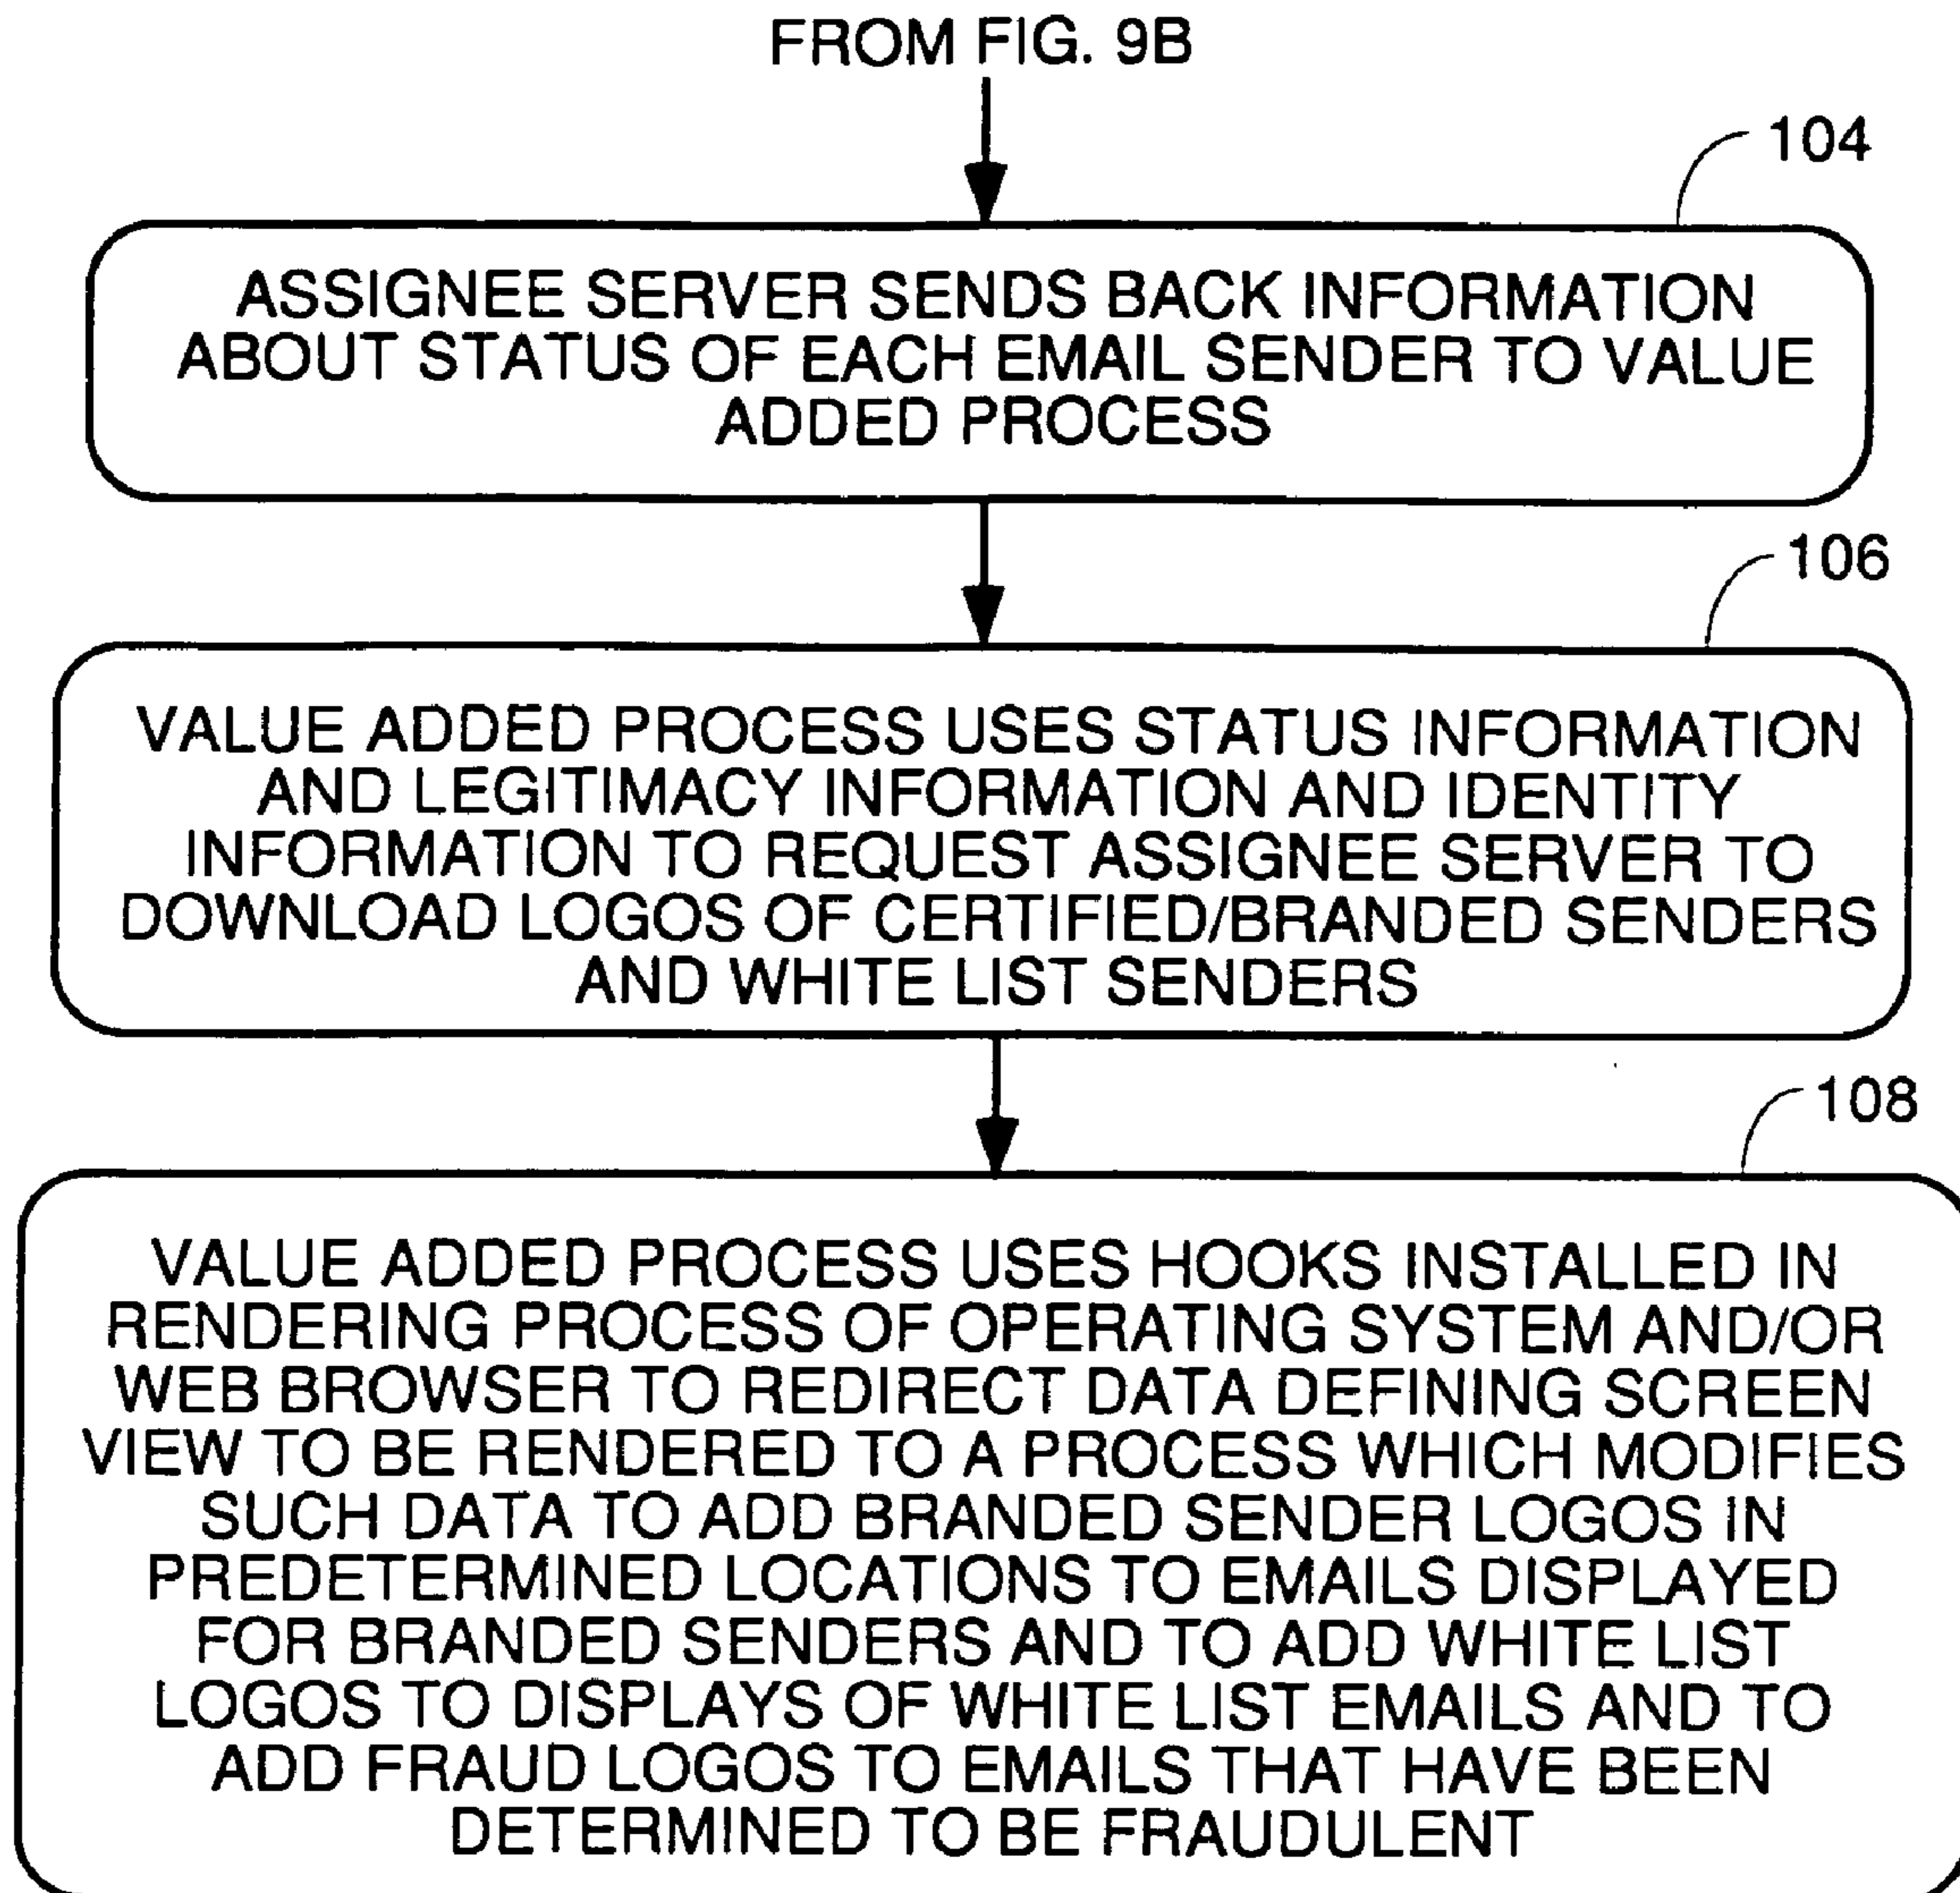 FROM FIG. 9B
104
ASSIGNEE SERVER SENDS BACK INFORMATION
ABOUT STATUS OF EACH EMAIL SENDER TO VALUE
ADDED PROCESS
106
VALUE ADDED PROCESS USES STATUS INFORMATION
AND LEGITIMACY INFORMATION AND IDENTITY
INFORMATION TO REQUEST ASSIGNEE SERVER TO
DOWNLOAD LOGOS OF CERTIFIED/BRANDED SENDERS
AND WHITE LIST SENDERS
108
VALUE ADDED PROCESS USES HOOKS INSTALLED IN
RENDERING PROCESS OF OPERATING SYSTEM AND/OR
WEB BROWSER TO REDIRECT DATA DEFINING SCREEN
VIEW TO BE RENDERED TO A PROCESS WHICH MODIFIES
SUCH DATA TO ADD BRANDED SENDER LOGOS IN
PREDETERMINED LOCATIONS TO EMAILS DISPLAYED
FOR BRANDED SENDERS AND TO ADD WHITE LIST
LOGOS TO DISPLAYS OF WHITE LIST EMAILS AND TO
ADD FRAUD LOGOS TO EMAILS THAT HAVE BEEN
DETERMINED TO BE FRAUDULENT